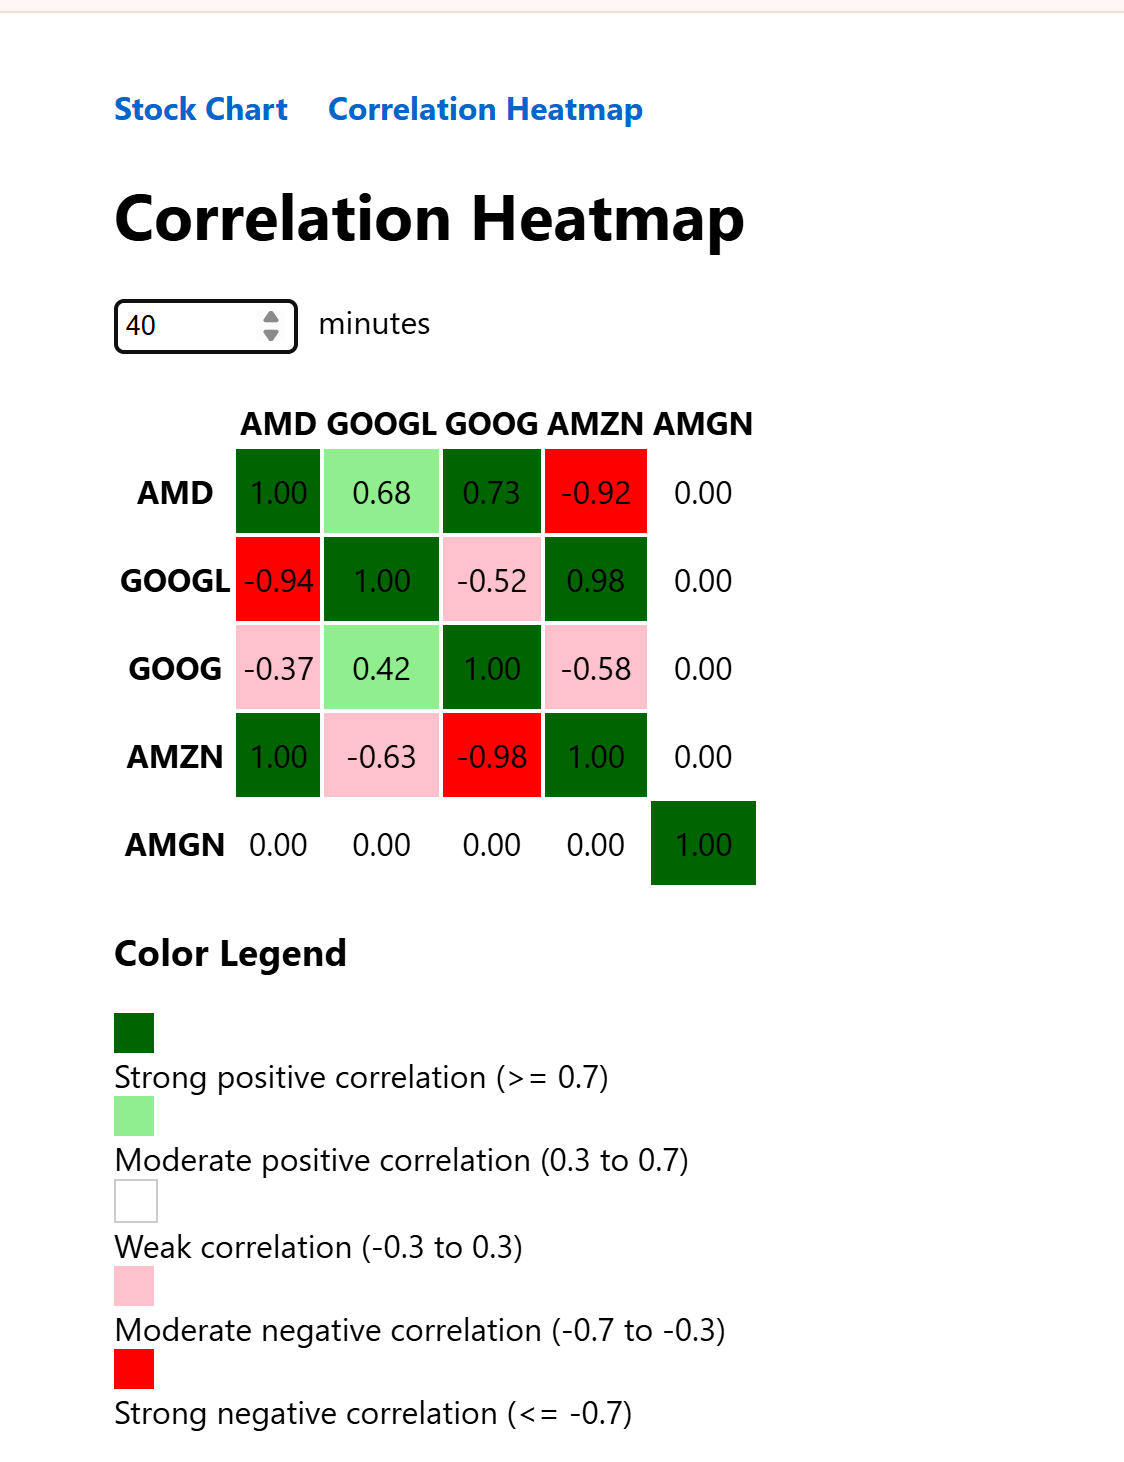 Stock Chart Correlation Heatmap
Correlation Heatmap
40 minutes
AMD GOOGL GOOG AMZN AMGN
AMD 1.00 0.68 0.73 -0.92 0.00
GOOGL -0.94 1.00 -0.52 0.98 0.00
GOOG -0.37 0.42 1.00 -0.58 0.00
AMZN 1.00 -0.63 -0.98 1.00 0.00
AMGN 0.00 0.00 0.00 0.00 1.00
Color Legend
Strong positive correlation (>= 0.7)
Moderate positive correlation (0.3 to 0.7)
Weak correlation (-0.3 to 0.3)
Moderate negative correlation (-0.7 to -0.3)
Strong negative correlation (<= -0.7)